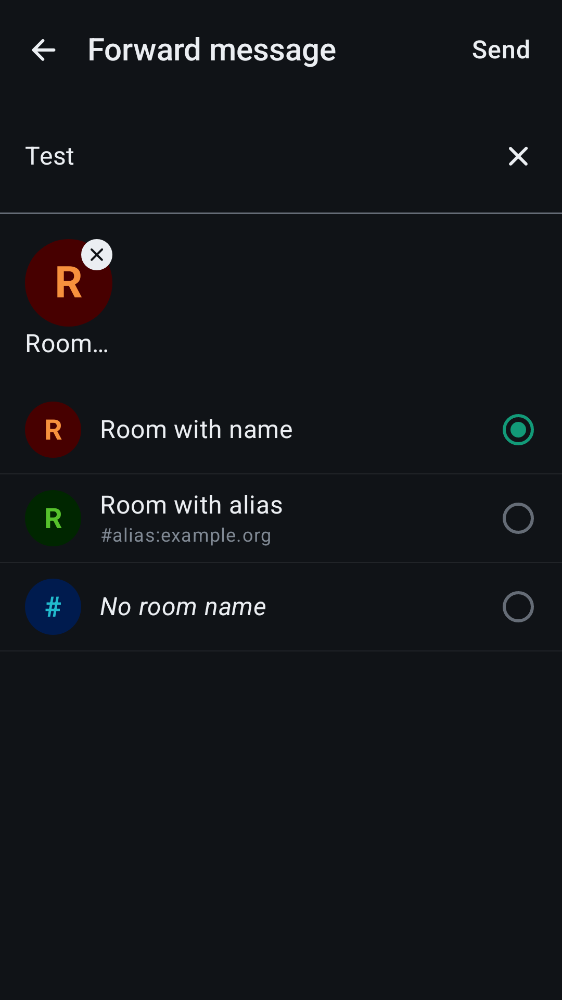 Forward message
Send
Test
R
Room…
R
Room with name
R
Room with alias
#alias:example.org
#
No room name